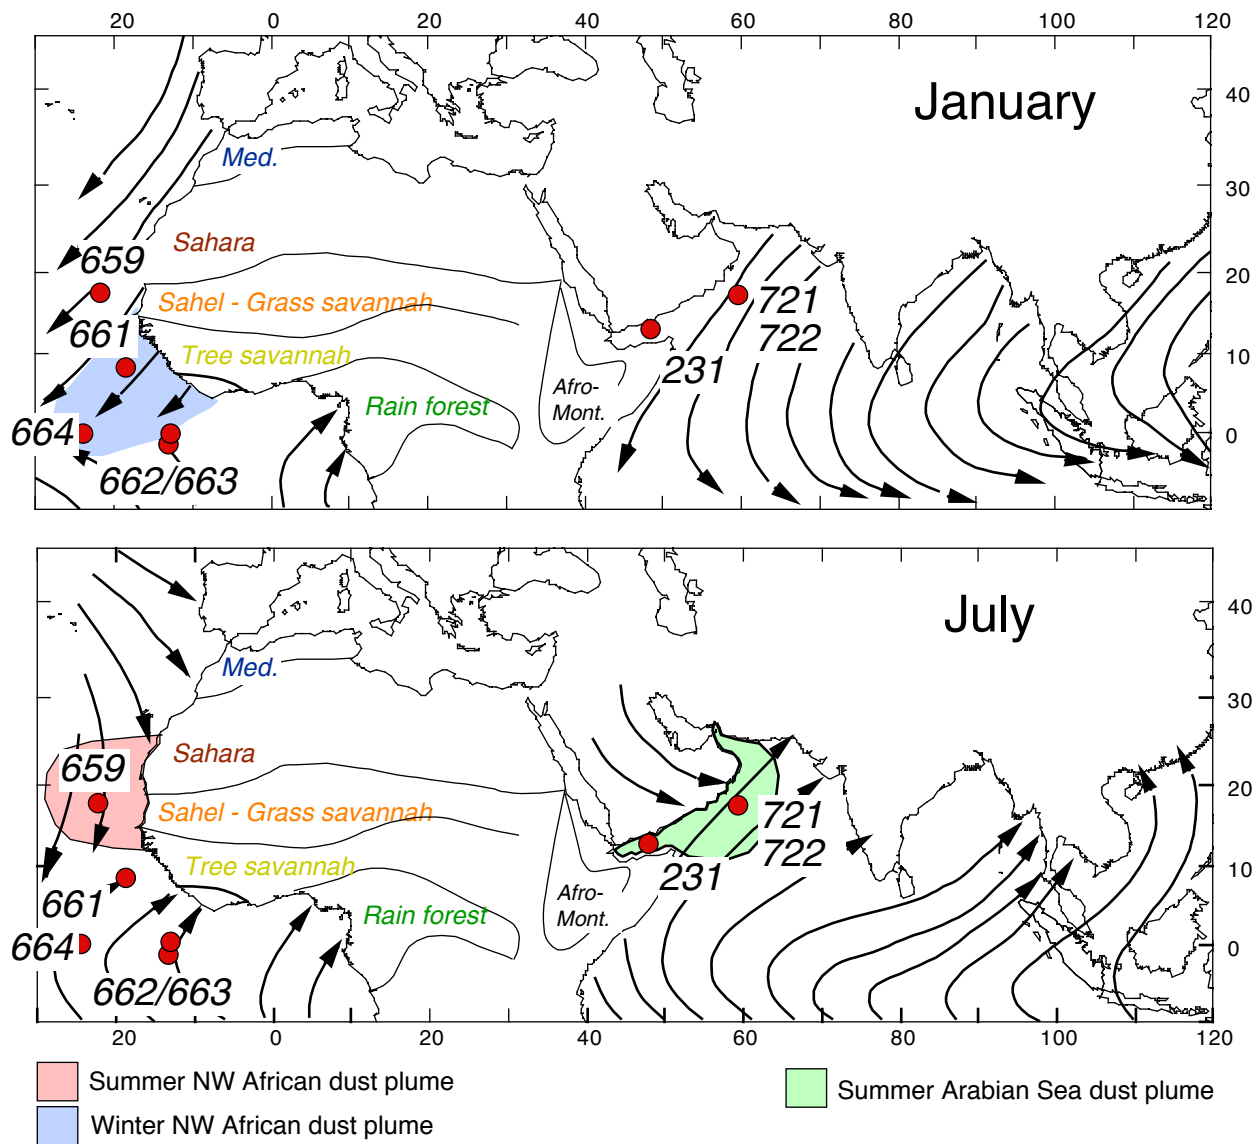 20 0 20 40 60 80 100 120
January
40
Med.
30
Sahara
659
20
Sahel - Grass savannah
721
661
722
Tree savannah
10
231
Afro-
Mont.
Rain forest
664
0
662/663
July
40
Med.
30
Sahara
659
20
Sahel - Grass savannah
721
722
Tree savannah
10
231
661
Afro-
Mont.
Rain forest
664
0
662/663
20 0 20 40 60 80 100 120
Summer NW African dust plume
Summer Arabian Sea dust plume
Winter NW African dust plume